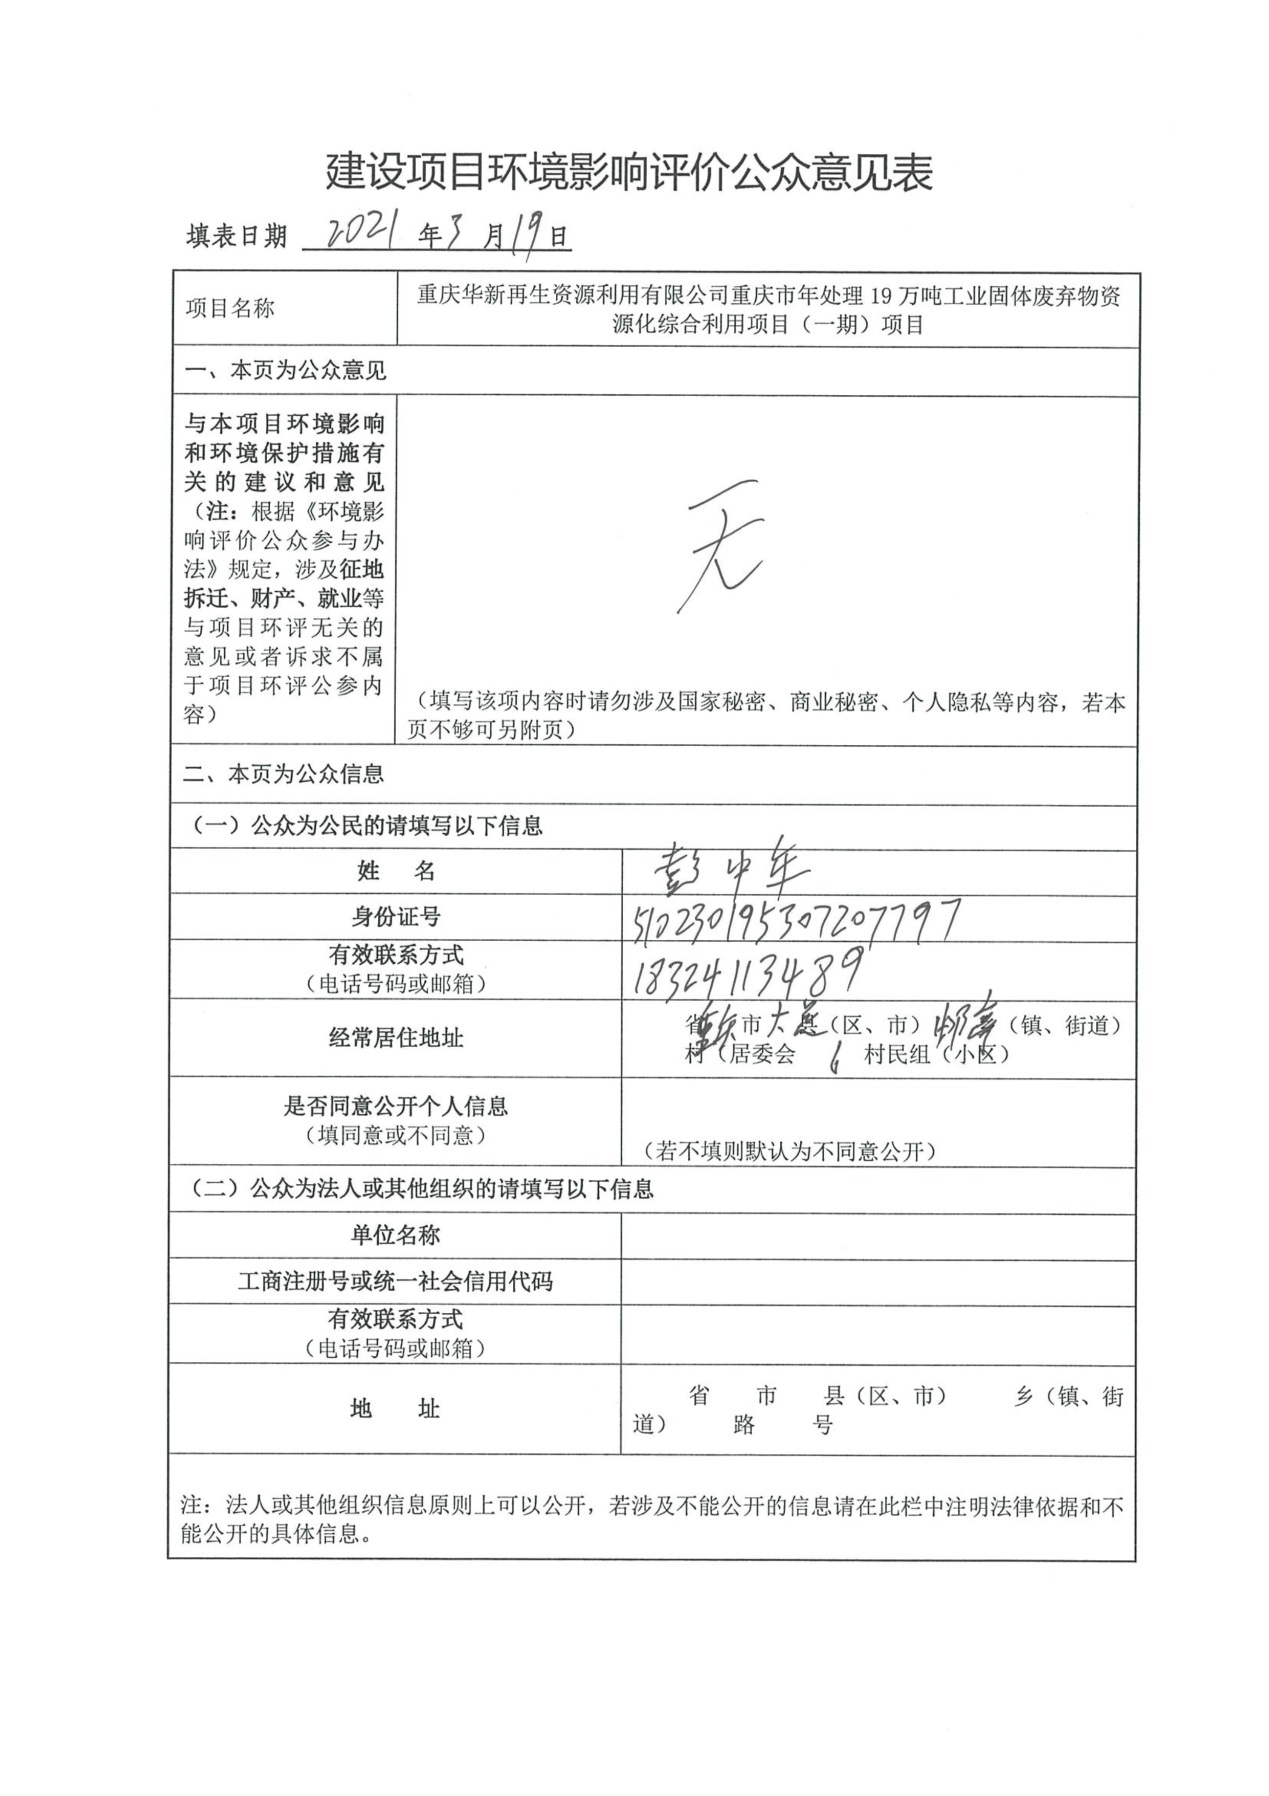 建设项目环境影响评价公众意见表
填表日期 2021 年 3 月 19 日
项目名称
重庆华新再生资源利用有限公司重庆市年处理 19 万吨工业固体废弃物资
源化综合利用项目（一期）项目
一、本页为公众意见
与本项目环境影响
和环境保护措施有
关的建议和意见
（注：根据《环境影
响评价公众参与办
法》规定，涉及征地
拆迁、财产、就业等
与项目环评无关的
意见或者诉求不属
于项目环评公参内
容）
无
（填写该项内容时请勿涉及国家秘密、商业秘密、个人隐私等内容，若本
页不够可另附页）
二、本页为公众信息
（一）公众为公民的请填写以下信息
姓 名
彭中年
身份证号
510230195307207797
有效联系方式
（电话号码或邮箱）
18324113489
经常居住地址
省重庆市大足县（区、市）邮亭（镇、街道）
村（居委会 6 村民组（小区）
是否同意公开个人信息
（填同意或不同意）
（若不填则默认为不同意公开）
（二）公众为法人或其他组织的请填写以下信息
单位名称
工商注册号或统一社会信用代码
有效联系方式
（电话号码或邮箱）
地 址
省 市 县（区、市） 乡（镇、街
道） 路 号
注：法人或其他组织信息原则上可以公开，若涉及不能公开的信息请在此栏中注明法律依据和不
能公开的具体信息。